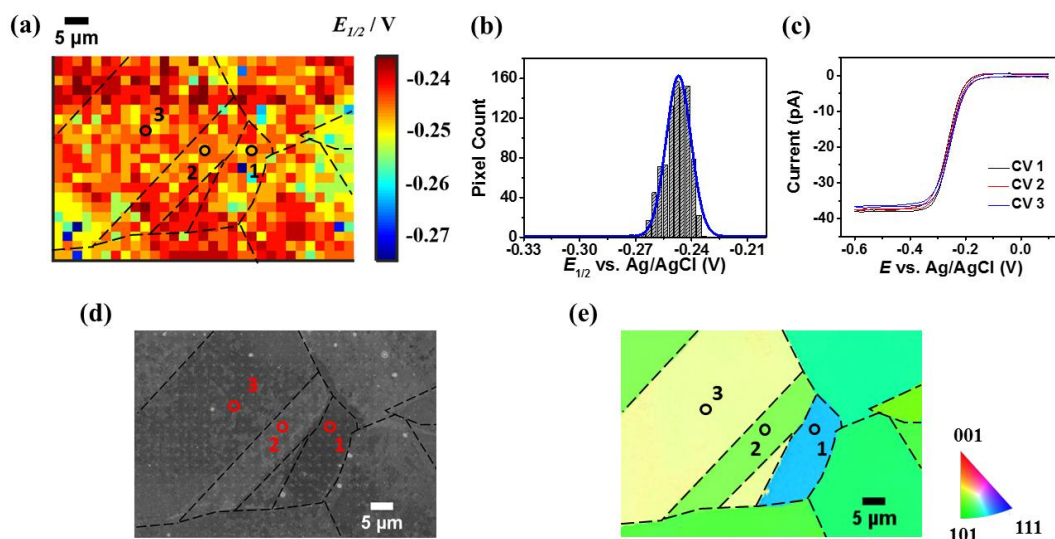 (a)
5 µm
E1/2 / V
-0.24
-0.25
-0.26
-0.27
3
2
1
(b)
Pixel Count
160
120
80
40
0
-0.33
-0.30
-0.27
-0.24
-0.21
E1/2 vs. Ag/AgCl (V)
(c)
Current (pA)
0
-10
-20
-30
-40
CV 1
CV 2
CV 3
-0.6
-0.4
-0.2
0.0
E vs. Ag/AgCl (V)
(d)
3
2
1
5 µm
(e)
3
2
1
5 µm
001
101
111